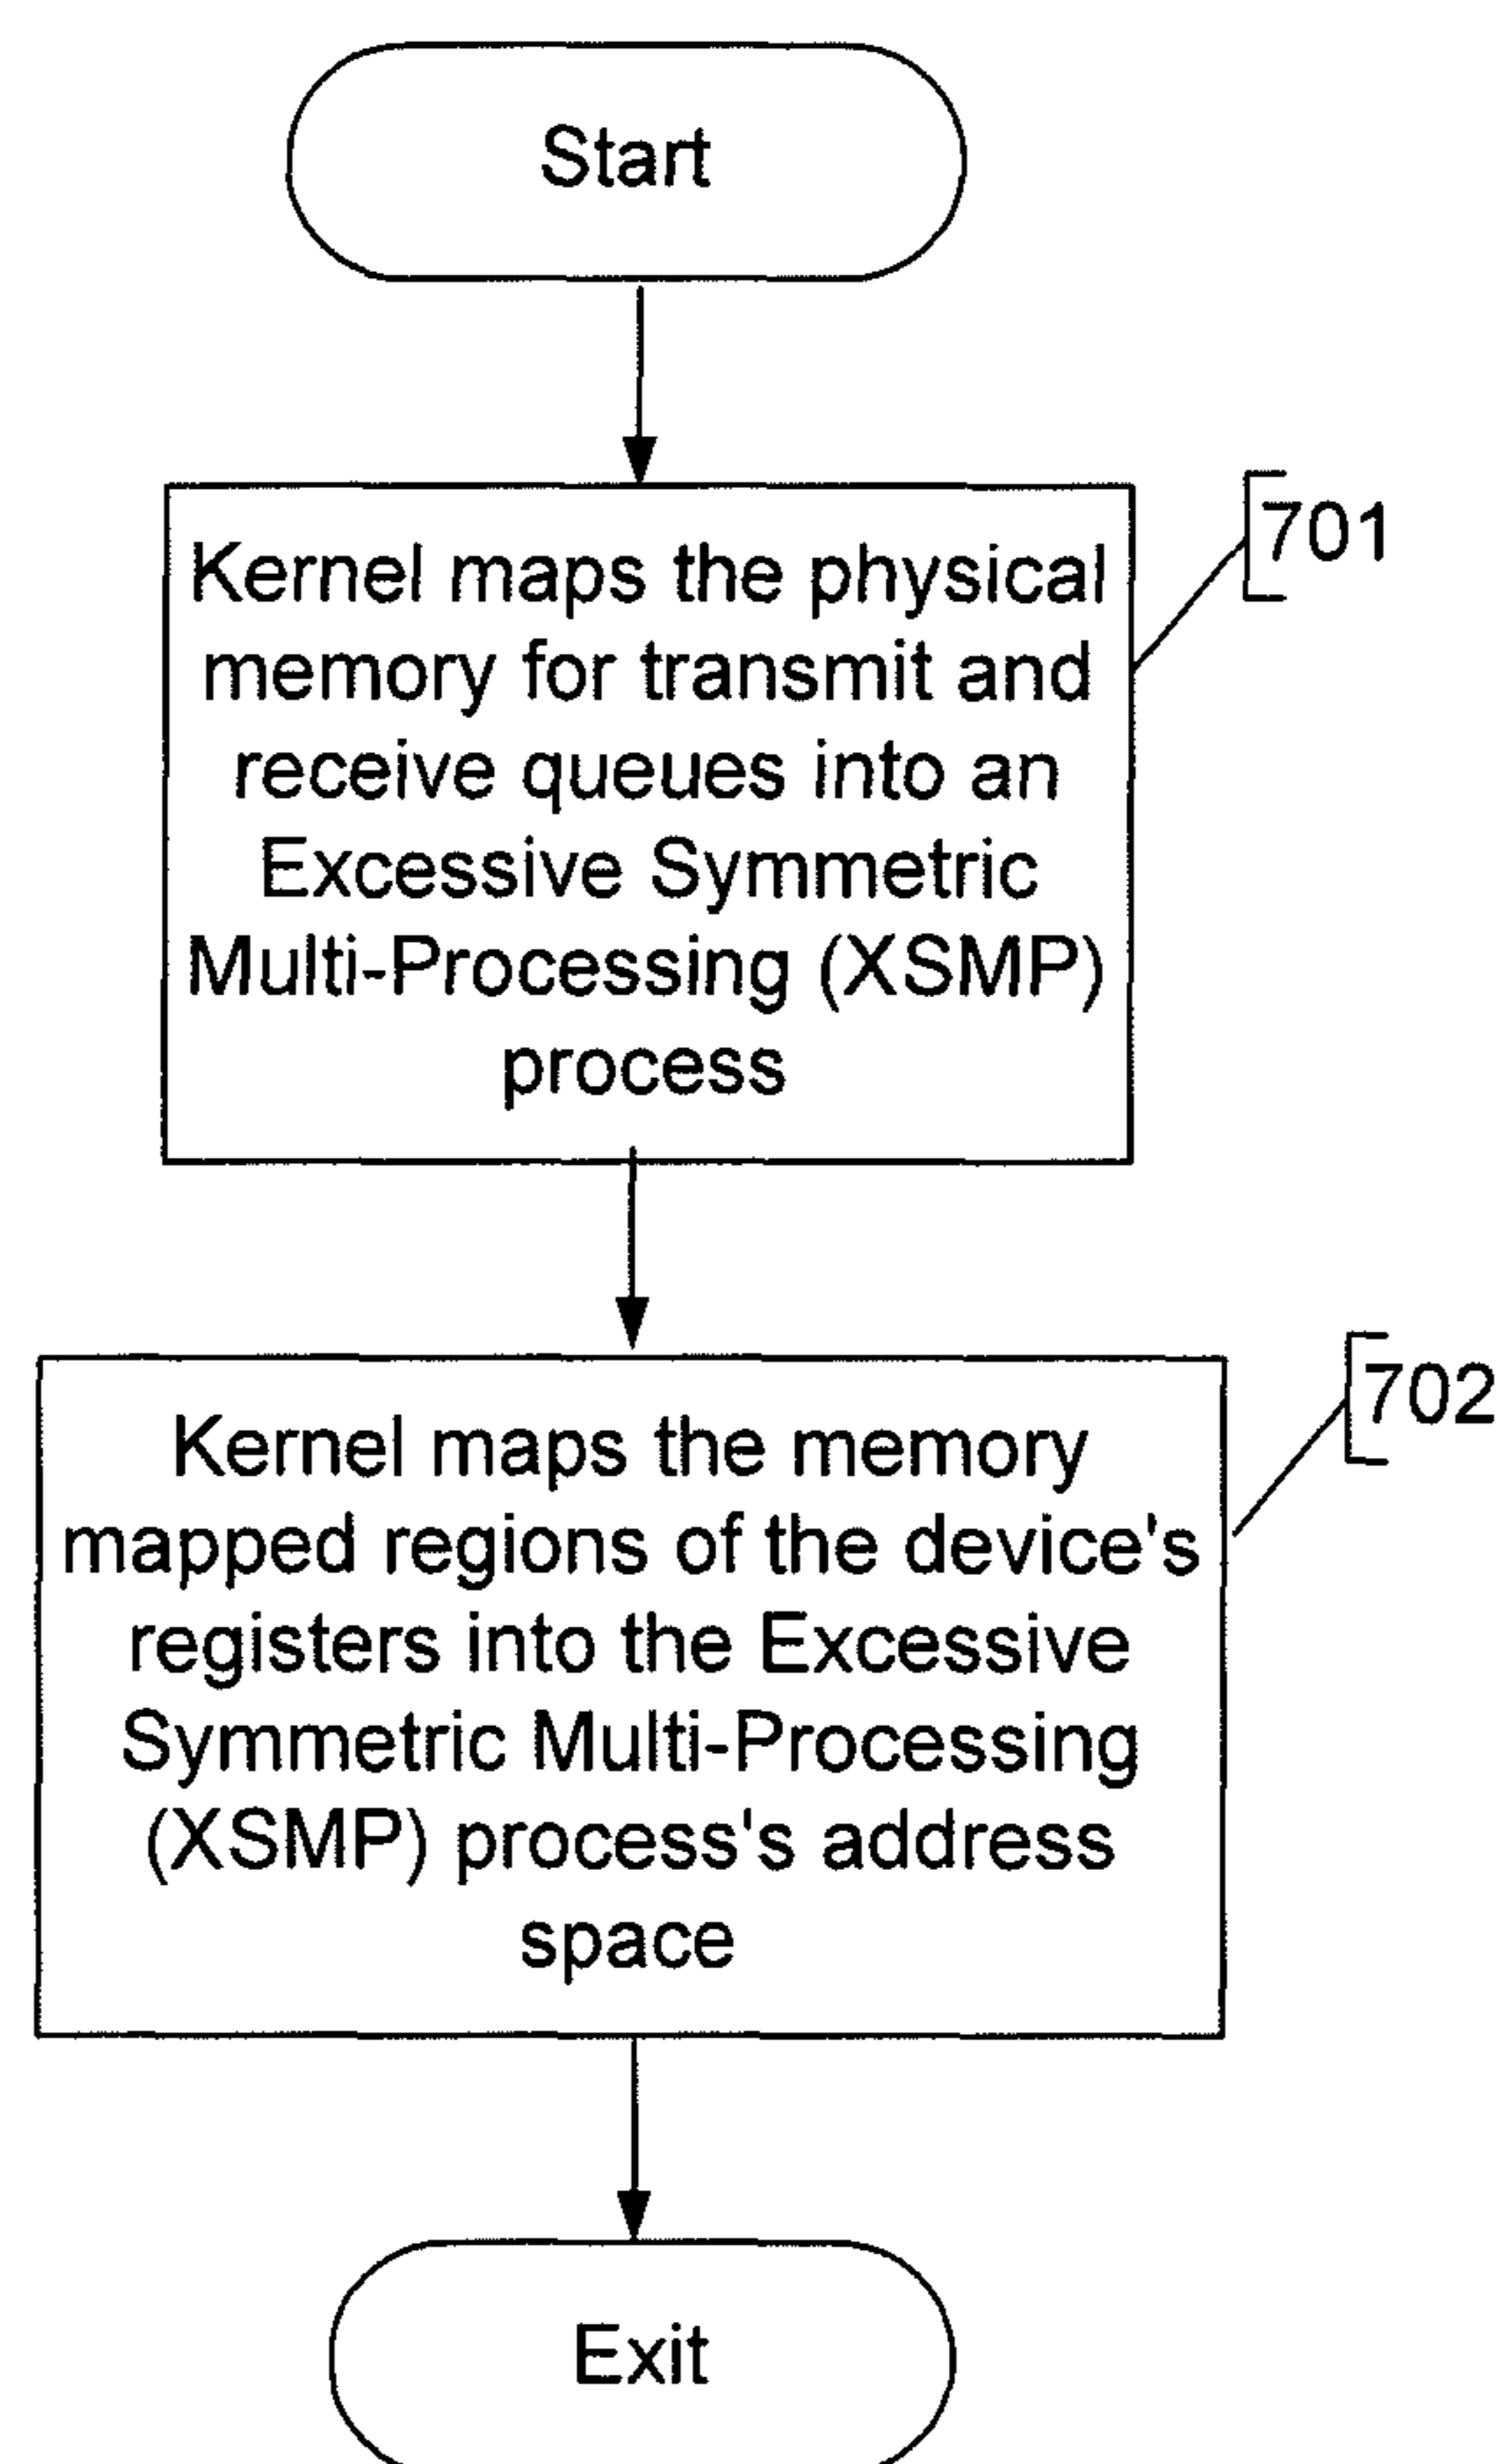 Start
Kernel maps the physical
memory for transmit and
receive queues into an
Excessive Symmetric
Multi-Processing (XSMP)
process
701
Kernel maps the memory
mapped regions of the device's
registers into the Excessive
Symmetric Multi-Processing
(XSMP) process's address
space
702
Exit